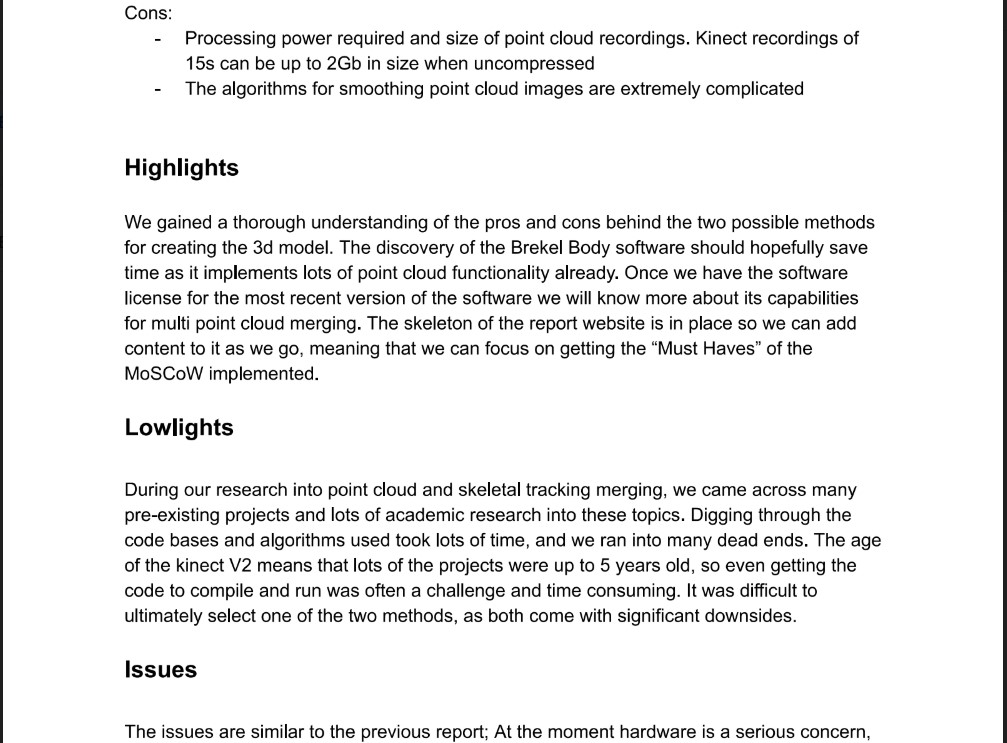 Cons:
- Processing power required and size of point cloud recordings. Kinect recordings of
15s can be up to 2Gb in size when uncompressed
- The algorithms for smoothing point cloud images are extremely complicated
Highlights
We gained a thorough understanding of the pros and cons behind the two possible methods
for creating the 3d model. The discovery of the Brekel Body software should hopefully save
time as it implements lots of point cloud functionality already. Once we have the software
license for the most recent version of the software we will know more about its capabilities
for multi point cloud merging. The skeleton of the report website is in place so we can add
content to it as we go, meaning that we can focus on getting the “Must Haves” of the
MoSCoW implemented.
Lowlights
During our research into point cloud and skeletal tracking merging, we came across many
pre-existing projects and lots of academic research into these topics. Digging through the
code bases and algorithms used took lots of time, and we ran into many dead ends. The age
of the kinect V2 means that lots of the projects were up to 5 years old, so even getting the
code to compile and run was often a challenge and time consuming. It was difficult to
ultimately select one of the two methods, as both come with significant downsides.
Issues
The issues are similar to the previous report; At the moment hardware is a serious concern,